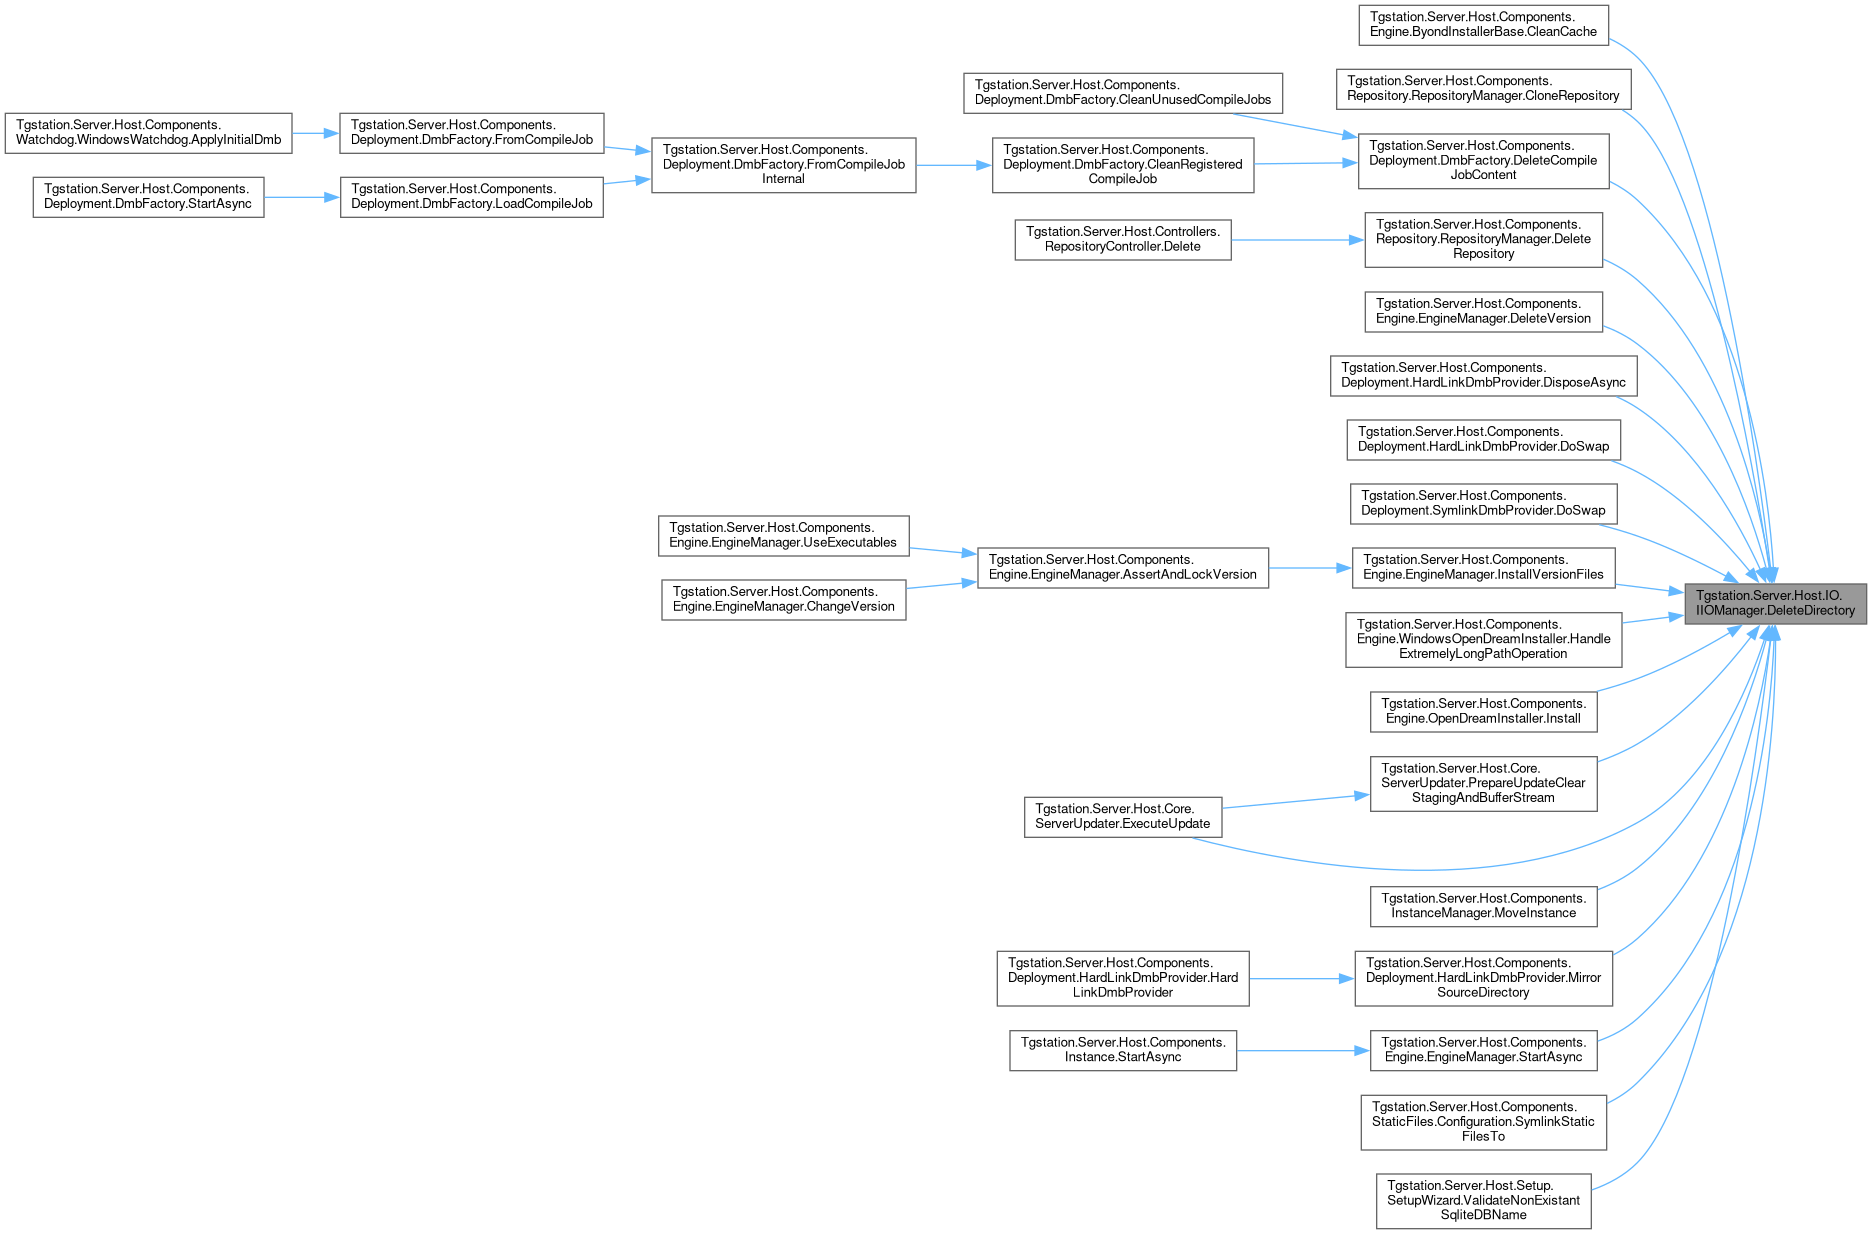 Tgstation.Server.Host.Components.
Engine.ByondInstallerBase.CleanCache
Tgstation.Server.Host.Components.
Repository.RepositoryManager.CloneRepository
Tgstation.Server.Host.Components.
Deployment.DmbFactory.CleanUnusedCompileJobs
Tgstation.Server.Host.Components.
Watchdog.WindowsWatchdog.ApplyInitialDmb
Tgstation.Server.Host.Components.
Deployment.DmbFactory.FromCompileJob
Tgstation.Server.Host.Components.
Deployment.DmbFactory.FromCompileJob
Internal
Tgstation.Server.Host.Components.
Deployment.DmbFactory.CleanRegistered
CompileJob
Tgstation.Server.Host.Components.
Deployment.DmbFactory.DeleteCompile
JobContent
Tgstation.Server.Host.Components.
Deployment.DmbFactory.StartAsync
Tgstation.Server.Host.Components.
Deployment.DmbFactory.LoadCompileJob
Tgstation.Server.Host.Controllers.
RepositoryController.Delete
Tgstation.Server.Host.Components.
Repository.RepositoryManager.Delete
Repository
Tgstation.Server.Host.Components.
Engine.EngineManager.DeleteVersion
Tgstation.Server.Host.Components.
Deployment.HardLinkDmbProvider.DisposeAsync
Tgstation.Server.Host.Components.
Deployment.HardLinkDmbProvider.DoSwap
Tgstation.Server.Host.Components.
Deployment.SymlinkDmbProvider.DoSwap
Tgstation.Server.Host.Components.
Engine.EngineManager.UseExecutables
Tgstation.Server.Host.Components.
Engine.EngineManager.ChangeVersion
Tgstation.Server.Host.Components.
Engine.EngineManager.AssertAndLockVersion
Tgstation.Server.Host.Components.
Engine.EngineManager.InstallVersionFiles
Tgstation.Server.Host.IO.
IIOManager.DeleteDirectory
Tgstation.Server.Host.Components.
Engine.WindowsOpenDreamInstaller.Handle
ExtremelyLongPathOperation
Tgstation.Server.Host.Components.
Engine.OpenDreamInstaller.Install
Tgstation.Server.Host.Core.
ServerUpdater.PrepareUpdateClear
StagingAndBufferStream
Tgstation.Server.Host.Core.
ServerUpdater.ExecuteUpdate
Tgstation.Server.Host.Components.
InstanceManager.MoveInstance
Tgstation.Server.Host.Components.
Deployment.HardLinkDmbProvider.Hard
LinkDmbProvider
Tgstation.Server.Host.Components.
Deployment.HardLinkDmbProvider.Mirror
SourceDirectory
Tgstation.Server.Host.Components.
Instance.StartAsync
Tgstation.Server.Host.Components.
Engine.EngineManager.StartAsync
Tgstation.Server.Host.Components.
StaticFiles.Configuration.SymlinkStatic
FilesTo
Tgstation.Server.Host.Setup.
SetupWizard.ValidateNonExistant
SqliteDBName